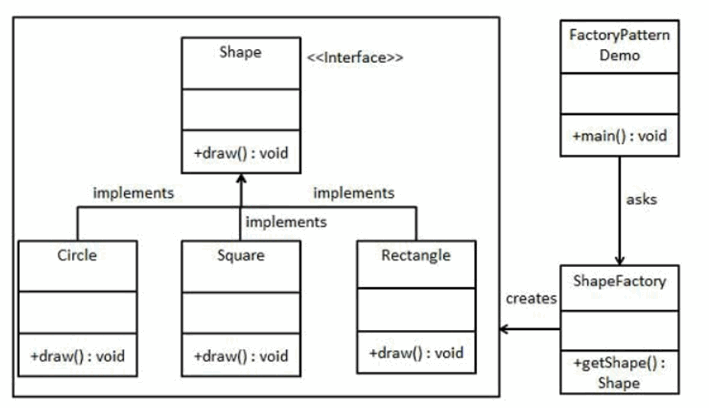 Shape
<<Interface>>
+draw() : void
implements
implements
implements
Circle
+draw() : void
Square
+draw() : void
Rectangle
+draw() : void
FactoryPattern
Demo
+main() : void
asks
ShapeFactory
+getShape() :
Shape
creates